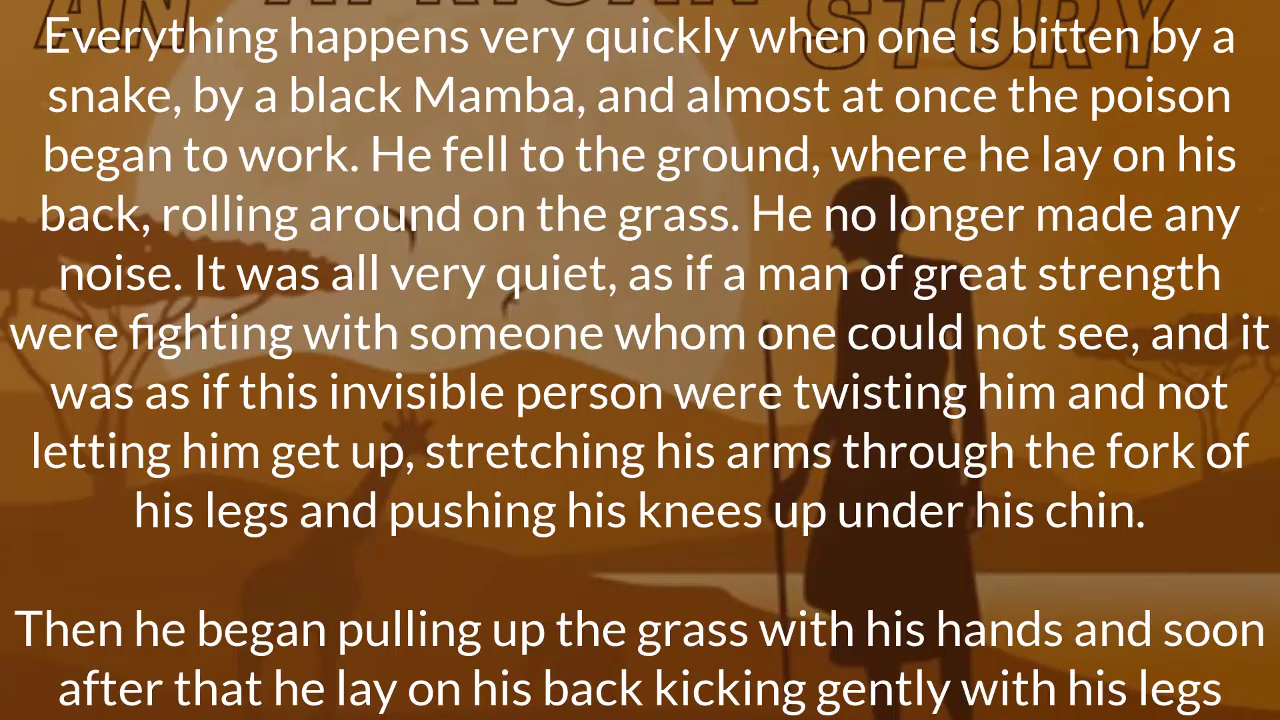 AN AFRICAN STORY
Everything happens very quickly when one is bitten by a
snake, by a black Mamba, and almost at once the poison
began to work. He fell to the ground, where he lay on his
back, rolling around on the grass. He no longer made any
noise. It was all very quiet, as if a man of great strength
were fighting with someone whom one could not see, and it
was as if this invisible person were twisting him and not
letting him get up, stretching his arms through the fork of
his legs and pushing his knees up under his chin.
Then he began pulling up the grass with his hands and soon
after that he lay on his back kicking gently with his legs